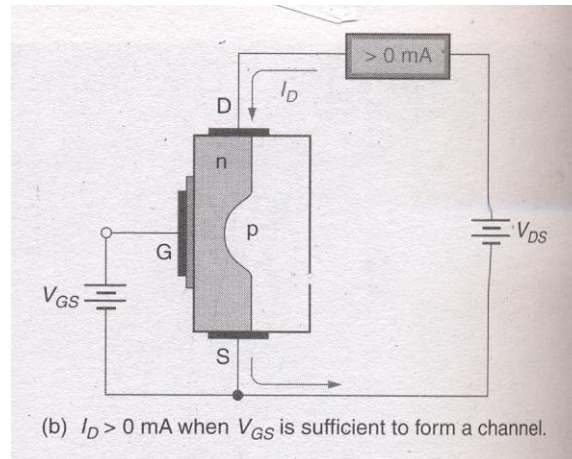 > 0 mA
I_D
D
n
p
G
V_GS
V_DS
S
(b) I_D > 0 mA when V_GS is sufficient to form a channel.